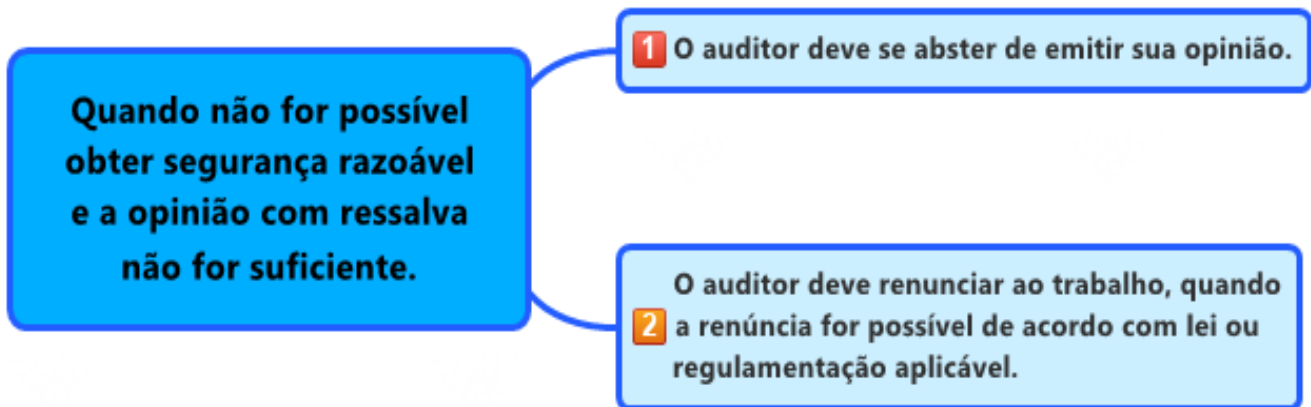 Quando não for possível
obter segurança razoável
e a opinião com ressalva
não for suficiente.
1 O auditor deve se abster de emitir sua opinião.
O auditor deve renunciar ao trabalho, quando
2 a renúncia for possível de acordo com lei ou
regulamentação aplicável.